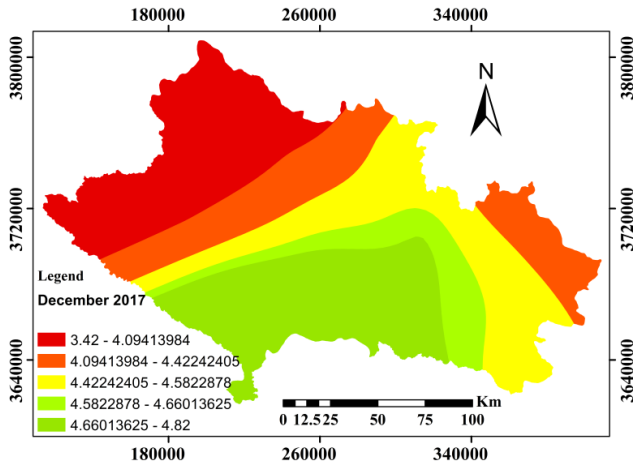 180000 260000 340000
3800000 3800000
N
3720000 3720000
Legend
December 2017
3.42 - 4.09413984
4.09413984 - 4.42242405
4.42242405 - 4.5822878
4.5822878 - 4.66013625
4.66013625 - 4.82
3640000 3640000
Km
0 12.525 50 75 100
180000 260000 340000